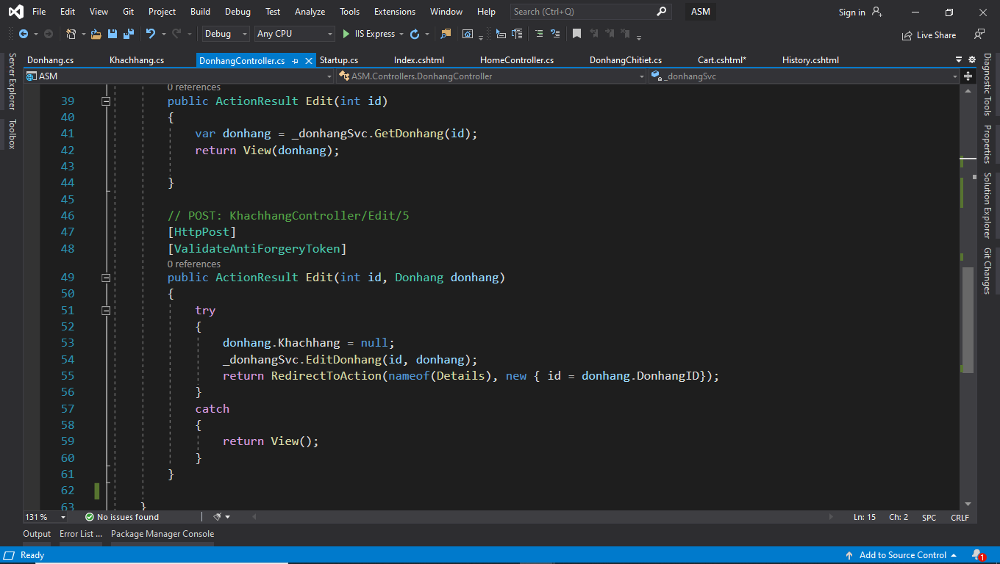 File Edit View Git Project Build Debug Test Analyze Tools Extensions Window Help Search (Ctrl+Q) ASM Sign in
Debug Any CPU IIS Express Live Share
Donhang.cs Khachhang.cs DonhangController.cs Startup.cs Index.cshtml HomeController.cs DonhangChitiet.cs Cart.cshtml* History.cshtml
ASM ASM.Controllers.DonhangController _donhangSvc
Server Explorer
Toolbox
0 references
39 public ActionResult Edit(int id)
40 {
41 var donhang = _donhangSvc.GetDonhang(id);
42 return View(donhang);
43
44 }
45
46 // POST: KhachhangController/Edit/5
47 [HttpPost]
48 [ValidateAntiForgeryToken]
0 references
49 public ActionResult Edit(int id, Donhang donhang)
50 {
51 try
52 {
53 donhang.Khachhang = null;
54 _donhangSvc.EditDonhang(id, donhang);
55 return RedirectToAction(nameof(Details), new { id = donhang.DonhangID});
56 }
57 catch
58 {
59 return View();
60 }
61 }
62
63 }
Diagnostic Tools
Properties
Solution Explorer
Git Changes
131 % No issues found Ln: 15 Ch: 2 SPC CRLF
Output Error List ... Package Manager Console
Ready Add to Source Control 1